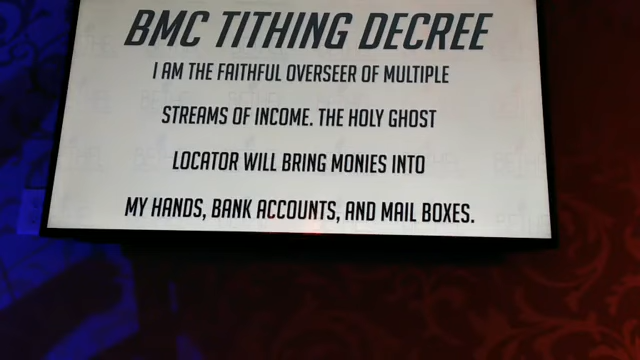 BMC TITHING DECREE
I AM THE FAITHFUL OVERSEER OF MULTIPLE
STREAMS OF INCOME. THE HOLY GHOST
LOCATOR WILL BRING MONIES INTO
MY HANDS, BANK ACCOUNTS, AND MAIL BOXES.